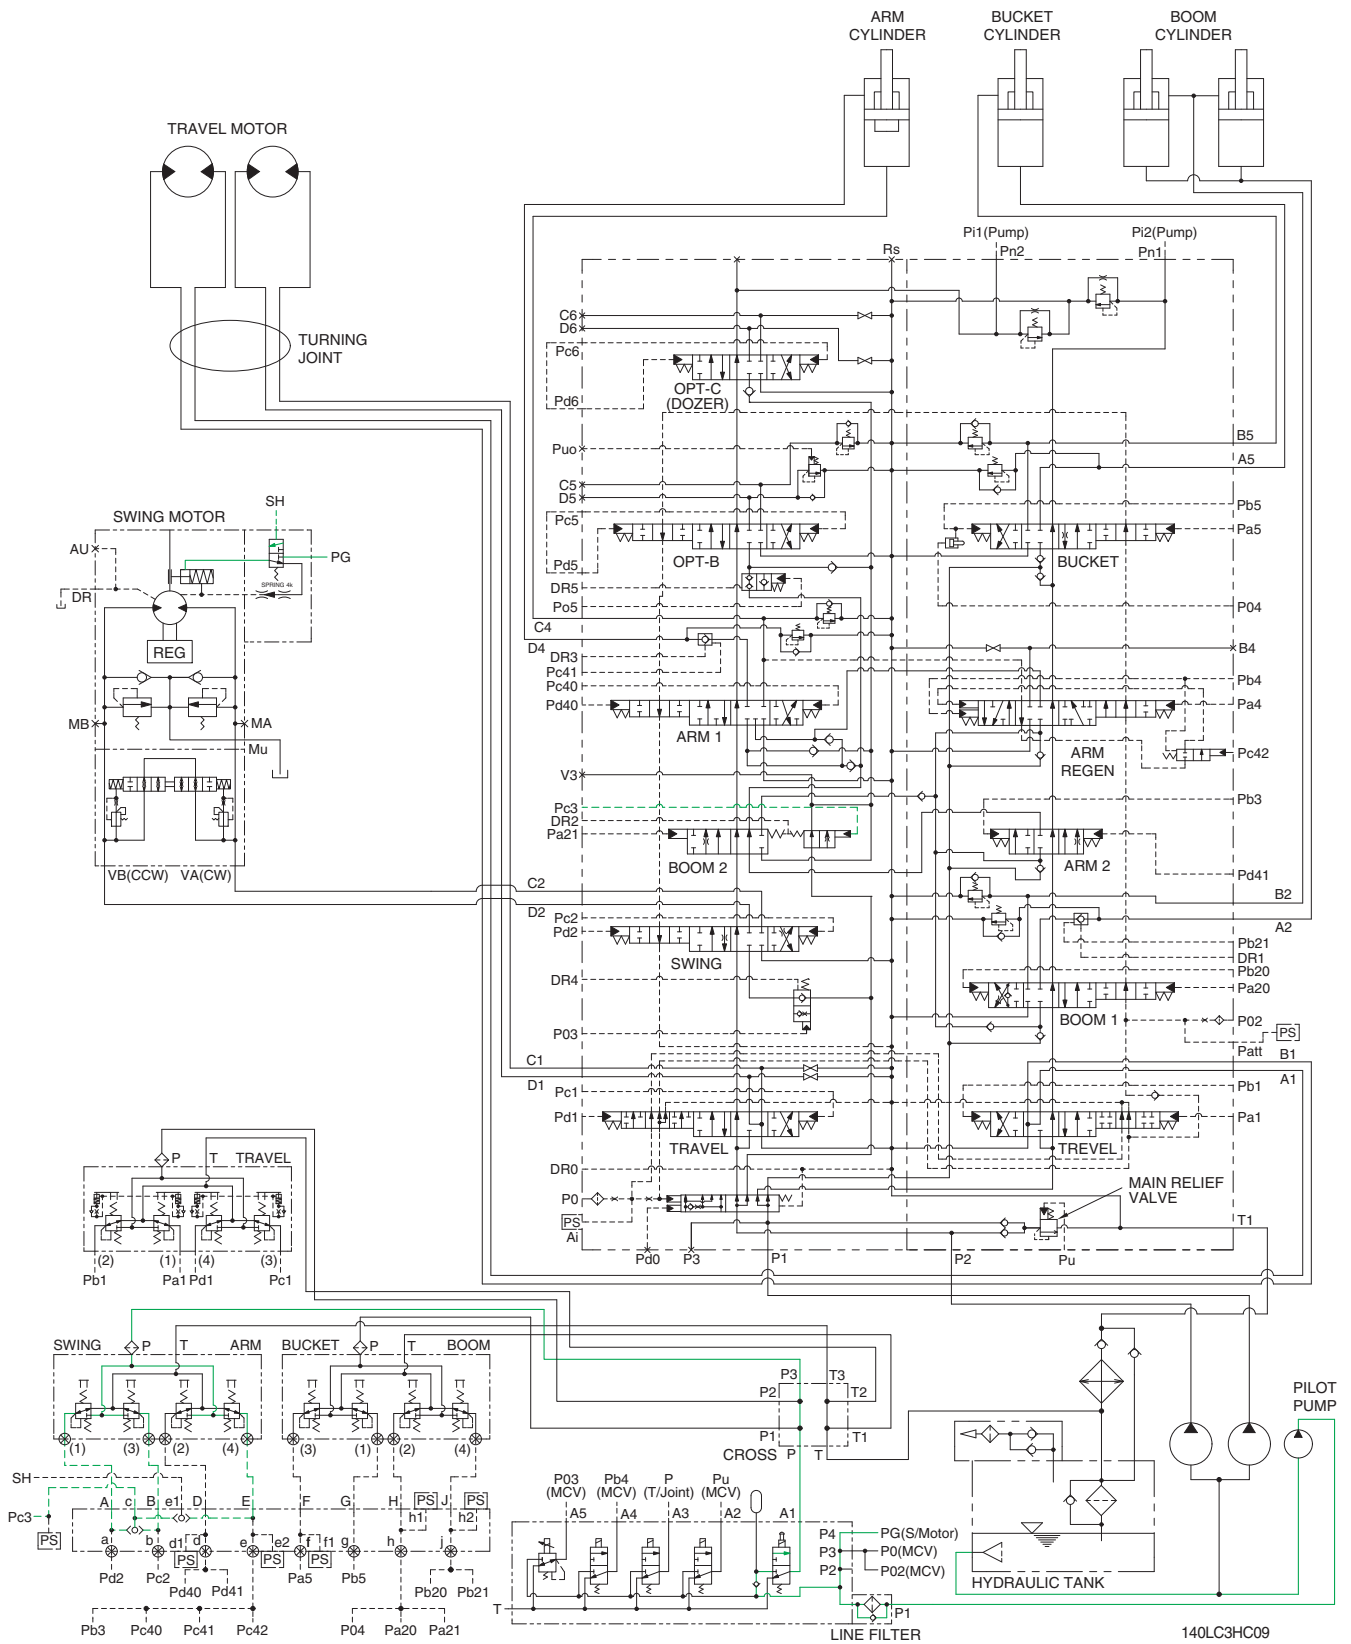 ARM
CYLINDER
BUCKET
CYLINDER
BOOM
CYLINDER
TRAVEL MOTOR
TURNING
JOINT
Pi1(Pump)
Pn2
Pi2(Pump)
Pn1
Rs
C6
D6
Pc6
Pd6
OPT-C
(DOZER)
Puo
C5
D5
Pc5
Pd5
OPT-B
DR5
Po5
B5
A5
Pb5
Pa5
BUCKET
P04
SWING MOTOR
SH
PG
AU
DR
SPRING 4k
REG
MB
MA
Mu
VB(CCW)
VA(CW)
C4
D4
DR3
Pc41
Pc40
Pd40
ARM 1
B4
Pb4
Pa4
ARM
REGEN
Pc42
V3
Pc3
DR2
Pa21
BOOM 2
Pb3
ARM 2
Pd41
C2
D2
Pc2
Pd2
SWING
B2
A2
Pb21
DR1
Pb20
Pa20
BOOM 1
DR4
P03
P02
PS
Patt
C1
D1
Pc1
Pd1
TRAVEL
B1
A1
Pb1
Pa1
TREVEL
DR0
P0
PS
Ai
Pd0
P3
P1
P2
Pu
MAIN RELIEF
VALVE
T1
P
T
TRAVEL
(2)
(1)
(4)
(3)
Pb1
Pa1
Pd1
Pc1
SWING
P
T
ARM
BUCKET
P
T
BOOM
(1)
(3)
(2)
(4)
(3)
(1)
(2)
(4)
SH
Pc3
PS
A
c
B
e1
D
E
F
G
H
PS
h1
J
PS
h2
a
b
d1
d
PS
e
e2
PS
f
f1
PS
g
h
j
Pd2
Pc2
Pd40
Pd41
Pa5
Pb5
Pb20
Pb21
Pb3
Pc40
Pc41
Pc42
P04
Pa20
Pa21
P3
T3
P2
T2
P1
T1
CROSS
P
T
P03
(MCV)
Pb4
(MCV)
P
(T/Joint)
Pu
(MCV)
A5
A4
A3
A2
A1
P4
P3
P2
PG(S/Motor)
P0(MCV)
P02(MCV)
T
P1
LINE FILTER
HYDRAULIC TANK
PILOT
PUMP
140LC3HC09